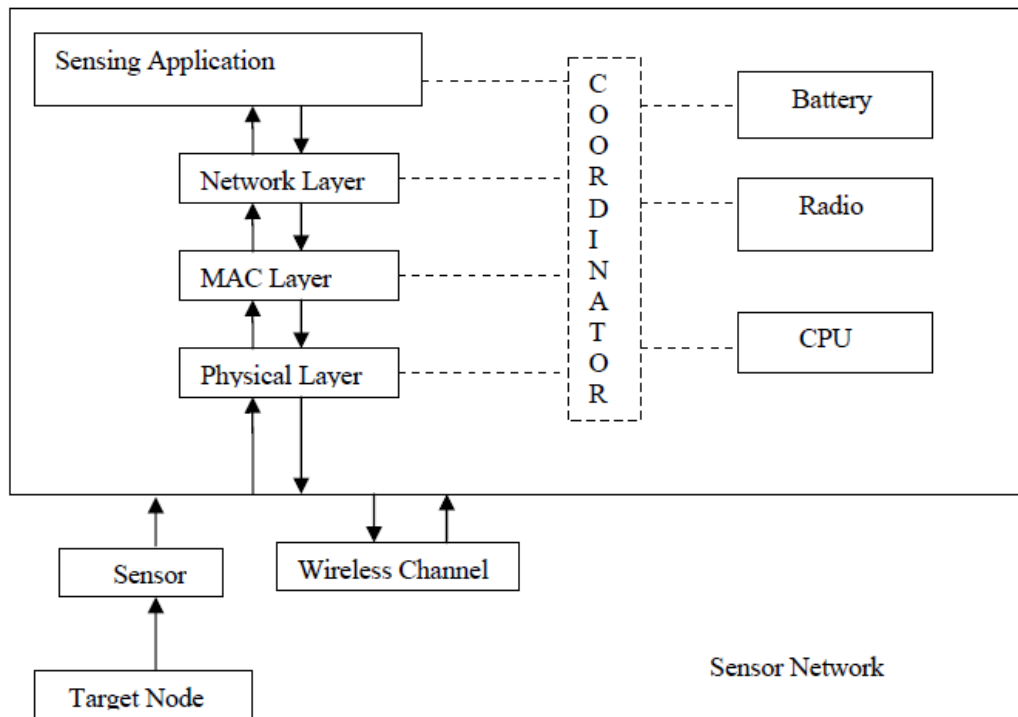 Sensing Application
Network Layer
MAC Layer
Physical Layer
C
O
O
R
D
I
N
A
T
O
R
Battery
Radio
CPU
Sensor
Wireless Channel
Target Node
Sensor Network